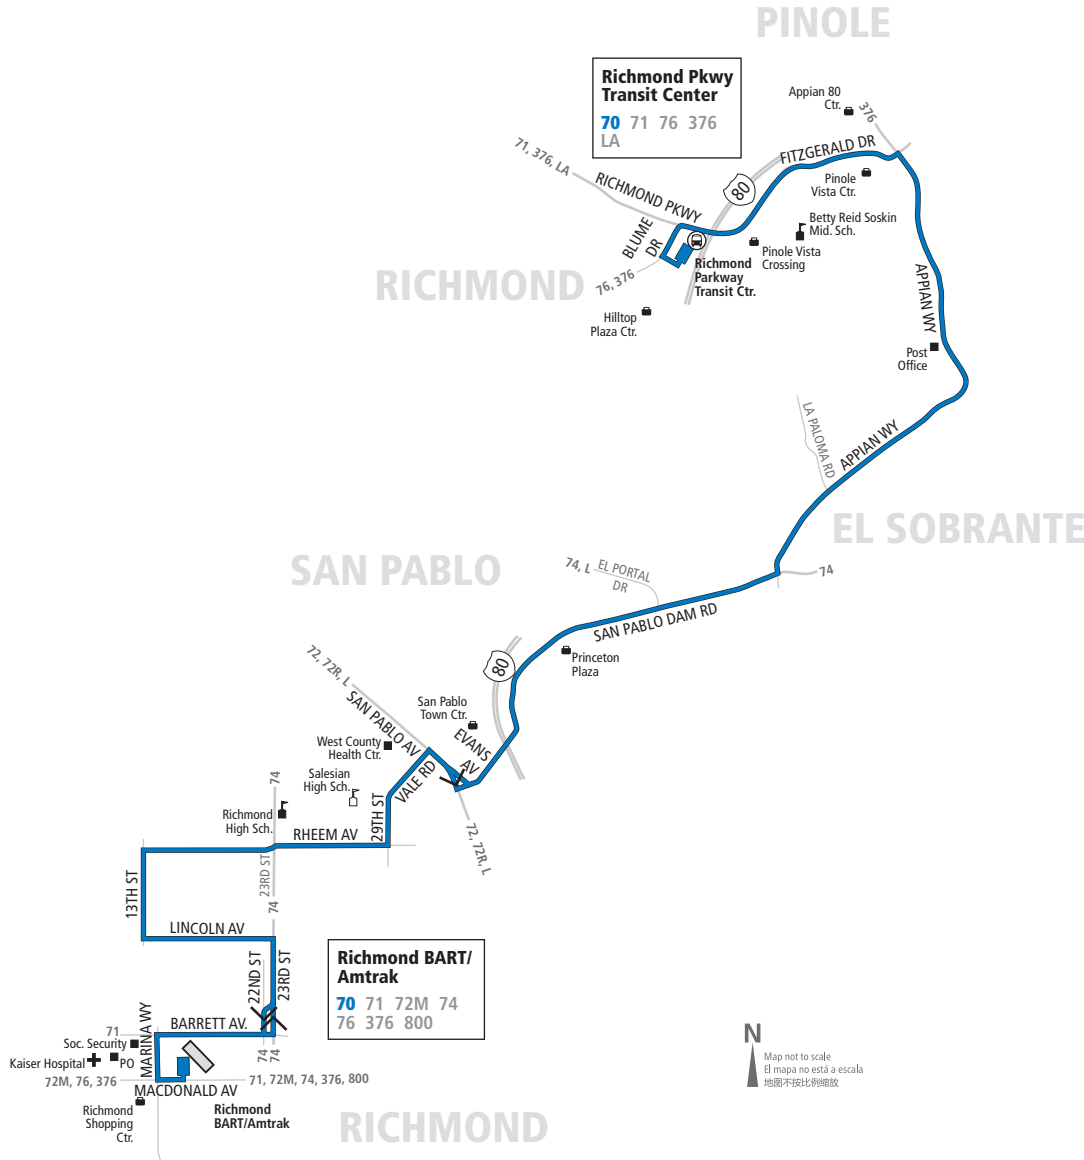 PINOLE
Richmond Pkwy
Transit Center
70 71 76 376
LA
Appian 80
Ctr.
376
FITZGERALD DR
71, 376, LA
RICHMOND PKWY
80
Pinole
Vista Ctr.
Betty Reid Soskin
Mid. Sch.
BLUME
DR
Pinole Vista
Crossing
Richmond
Parkway
Transit Ctr.
RICHMOND
76, 376
Hilltop
Plaza Ctr.
APPIAN WY
Post
Office
LA PALOMA RD
APPIAN WY
EL SOBRANTE
SAN PABLO
74, L
EL PORTAL
DR
74
SAN PABLO DAM RD
Princeton
Plaza
80
72, 72R, L
SAN PABLO AV
San Pablo
Town Ctr.
EVANS
AV
West County
Health Ctr.
VALE RD
Salesian
High Sch.
74
Richmond
High Sch.
29TH ST
72, 72R, L
RHEEM AV
23RD ST
13TH ST
74
LINCOLN AV
22ND ST
23RD ST
Richmond BART/
Amtrak
70 71 72M 74
76 376 800
MARINA WY
BARRETT AV.
71
Soc. Security
Kaiser Hospital
PO
74
74
72M, 76, 376
71, 72M, 74, 376, 800
MACDONALD AV
Richmond
Shopping
Ctr.
Richmond
BART/Amtrak
RICHMOND
N
Map not to scale
El mapa no está a escala
地图不按比例缩放